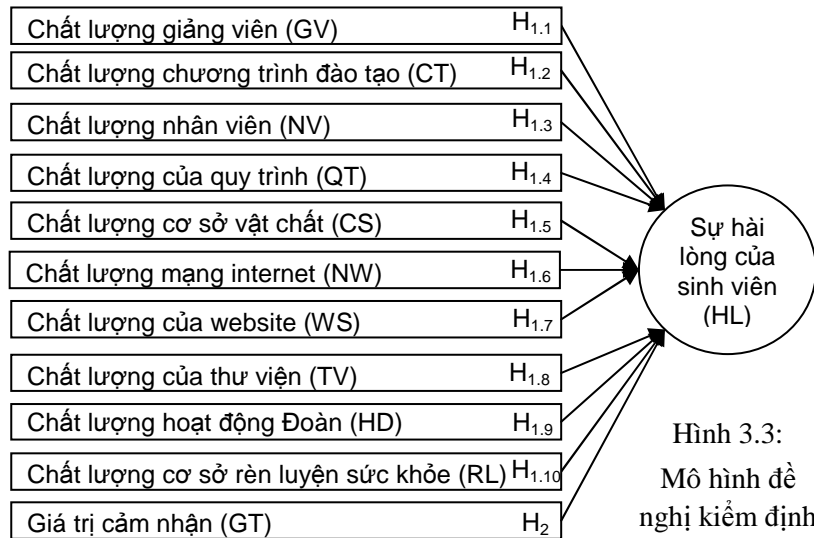 Chất lượng giảng viên (GV) H1.1
Chất lượng chương trình đào tạo (CT) H1.2
Chất lượng nhân viên (NV) H1.3
Chất lượng của quy trình (QT) H1.4
Chất lượng cơ sở vật chất (CS) H1.5
Chất lượng mạng internet (NW) H1.6
Chất lượng của website (WS) H1.7
Chất lượng của thư viện (TV) H1.8
Chất lượng hoạt động Đoàn (HD) H1.9
Chất lượng cơ sở rèn luyện sức khỏe (RL) H1.10
Giá trị cảm nhận (GT) H2
Sự hài
lòng của
sinh viên
(HL)
Hình 3.3:
Mô hình đề
nghị kiểm định